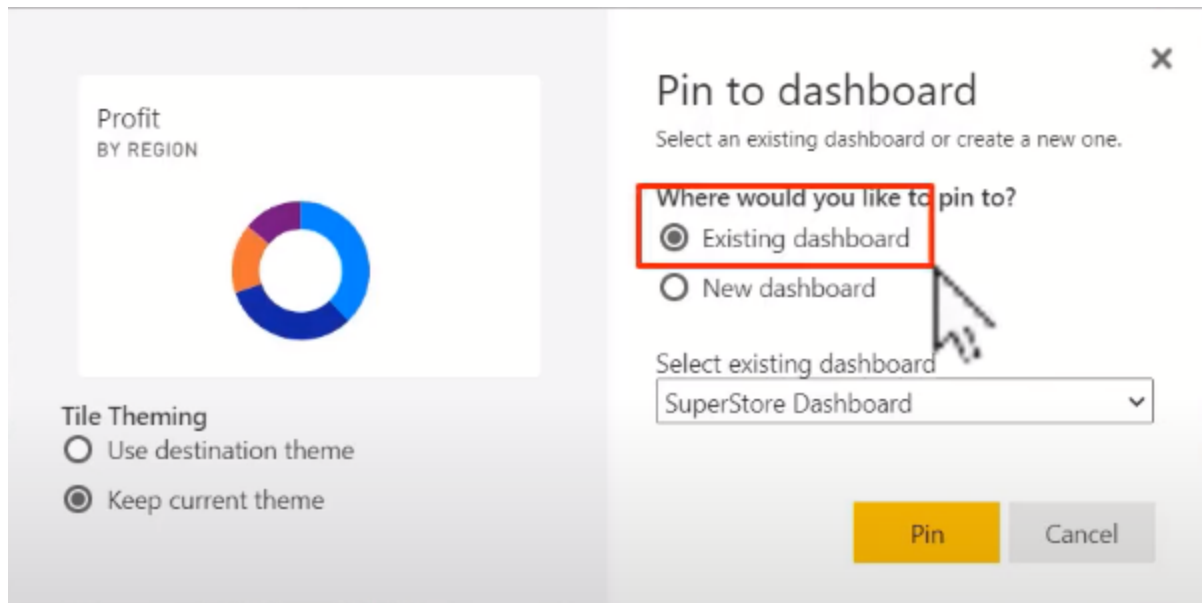 Profit
BY REGION
Tile Theming
Use destination theme
Keep current theme
Pin to dashboard
Select an existing dashboard or create a new one.
Where would you like to pin to?
Existing dashboard
New dashboard
Select existing dashboard
SuperStore Dashboard
Pin
Cancel